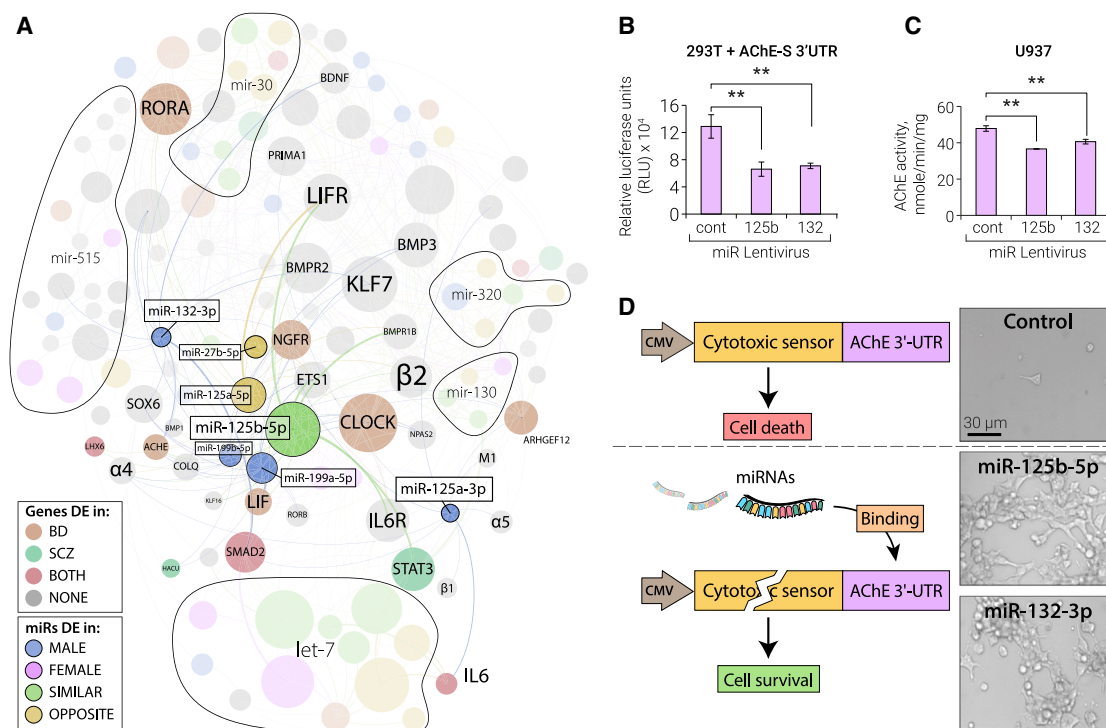 A
mir-30
BDNF
RORA
PRIMA1
LIFR
mir-515
BMP3
BMPR2
KLF7
mir-320
miR-132-3p
BMPR1B
miR-27b-5p
NGFR
ETS1
β2
mir-130
miR-125a-5p
SOX6
miR-125b-5p
CLOCK
BMP1
NPAS2
ARHGEF12
LHX6
ACHE
miR-199b-5p
M1
α4
COLQ
miR-199a-5p
miR-125a-3p
KLF16
LIF
RORB
IL6R
α5
SMAD2
STAT3
HACU
β1
let-7
IL6
Genes DE in:
BD
SCZ
BOTH
NONE
miRs DE in:
MALE
FEMALE
SIMILAR
OPPOSITE
B
293T + AChE-S 3'UTR
Relative luciferase units
(RLU) x 10⁴
16
12
8
4
0
**
**
cont 125b 132
miR Lentivirus
C
U937
AChE activity,
nmole/min/mg
60
40
20
0
**
**
cont 125b 132
miR Lentivirus
D
CMV
Cytotoxic sensor
AChE 3'-UTR
Cell death
Control
30 µm
miRNAs
Binding
CMV
Cytotoxic sensor
AChE 3'-UTR
Cell survival
miR-125b-5p
miR-132-3p